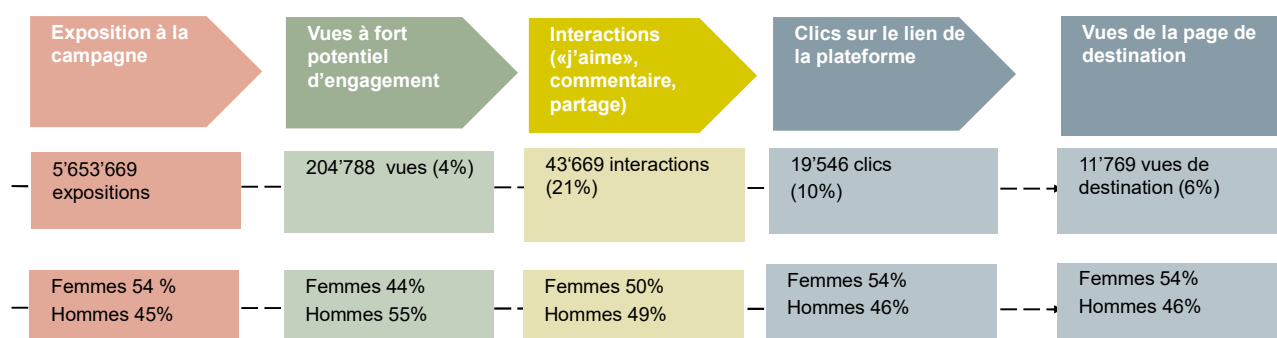 Exposition à la
campagne
Vues à fort
potentiel
d’engagement
Interactions
(«j’aime»,
commentaire,
partage)
Clics sur le lien de
la plateforme
Vues de la page de
destination
5’653’669
expositions
204’788 vues (4%)
43‘669 interactions
(21%)
19’546 clics
(10%)
11’769 vues de
destination (6%)
Femmes 54 %
Hommes 45%
Femmes 44%
Hommes 55%
Femmes 50%
Hommes 49%
Femmes 54%
Hommes 46%
Femmes 54%
Hommes 46%